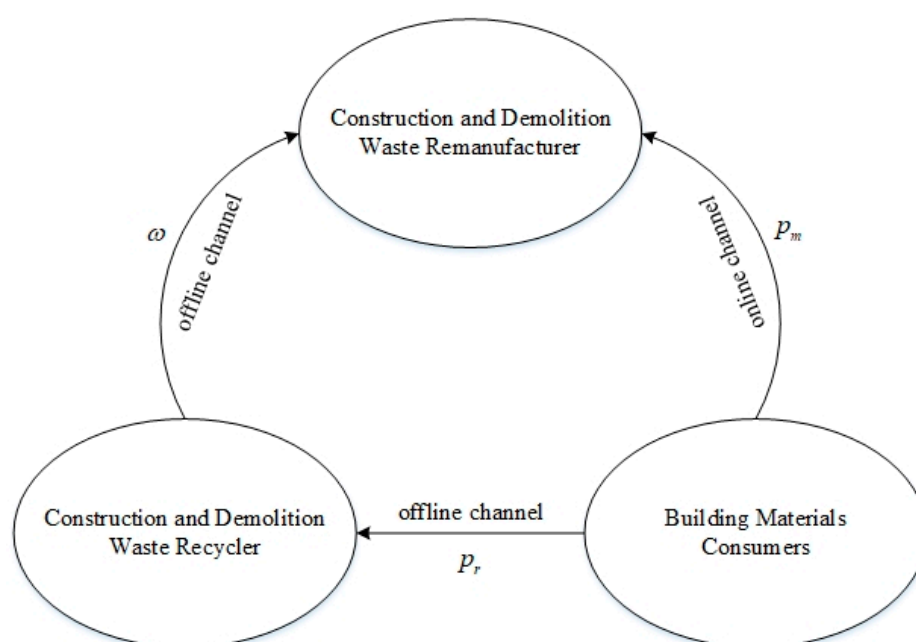 Construction and Demolition
Waste Remanufacturer
ω
offline channel
online channel
p_m
Construction and Demolition
Waste Recycler
offline channel
p_r
Building Materials
Consumers